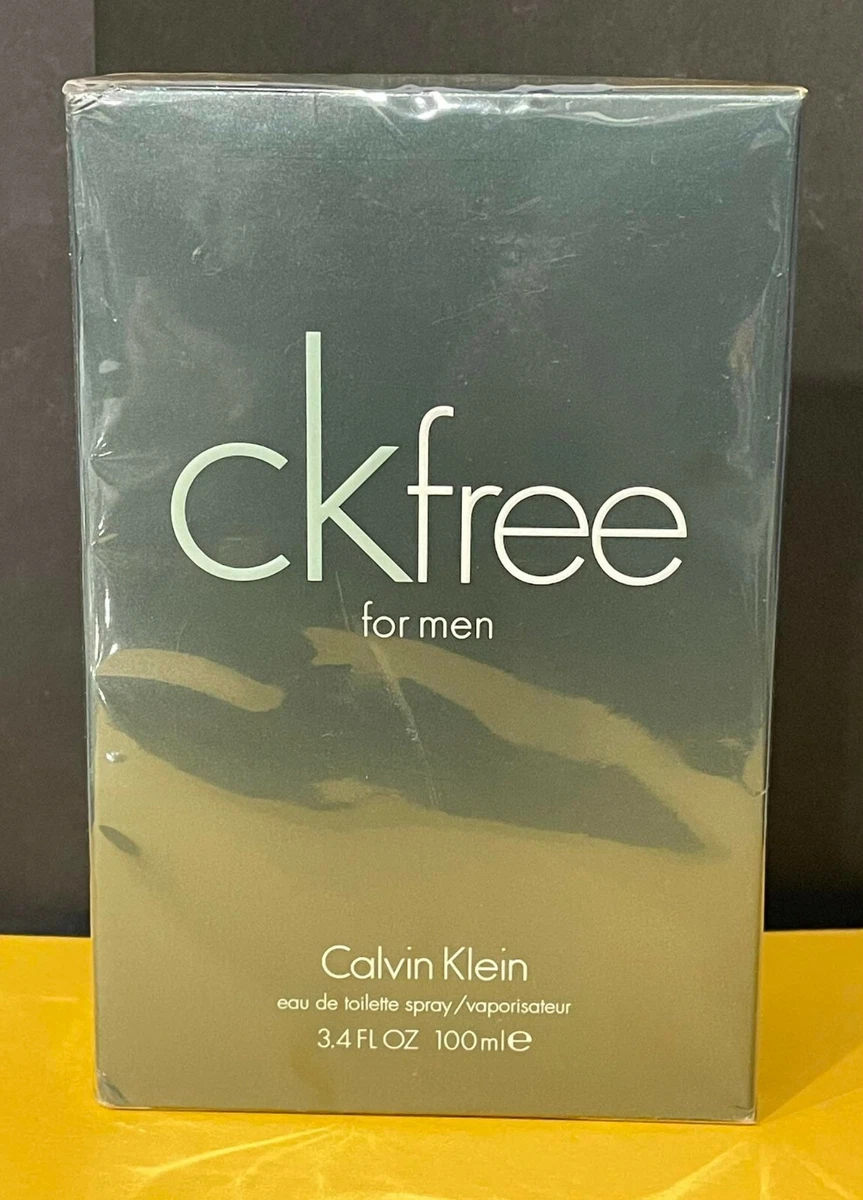 ckfree
for men
Calvin Klein
eau de toilette spray/vaporisateur
3.4 FL OZ 100ml℮